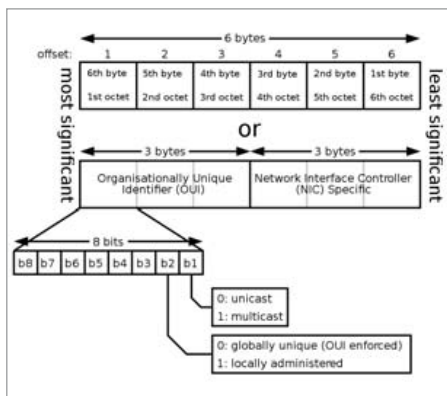 6 bytes
offset: 1 2 3 4 5 6
most significant
6th byte 5th byte 4th byte 3rd byte 2nd byte 1st byte
1st octet 2nd octet 3rd octet 4th octet 5th octet 6th octet
least significant
or
3 bytes 3 bytes
Organisationally Unique
Identifier (OUI)
Network Interface Controller
(NIC) Specific
8 bits
b8 b7 b6 b5 b4 b3 b2 b1
0: unicast
1: multicast
0: globally unique (OUI enforced)
1: locally administered